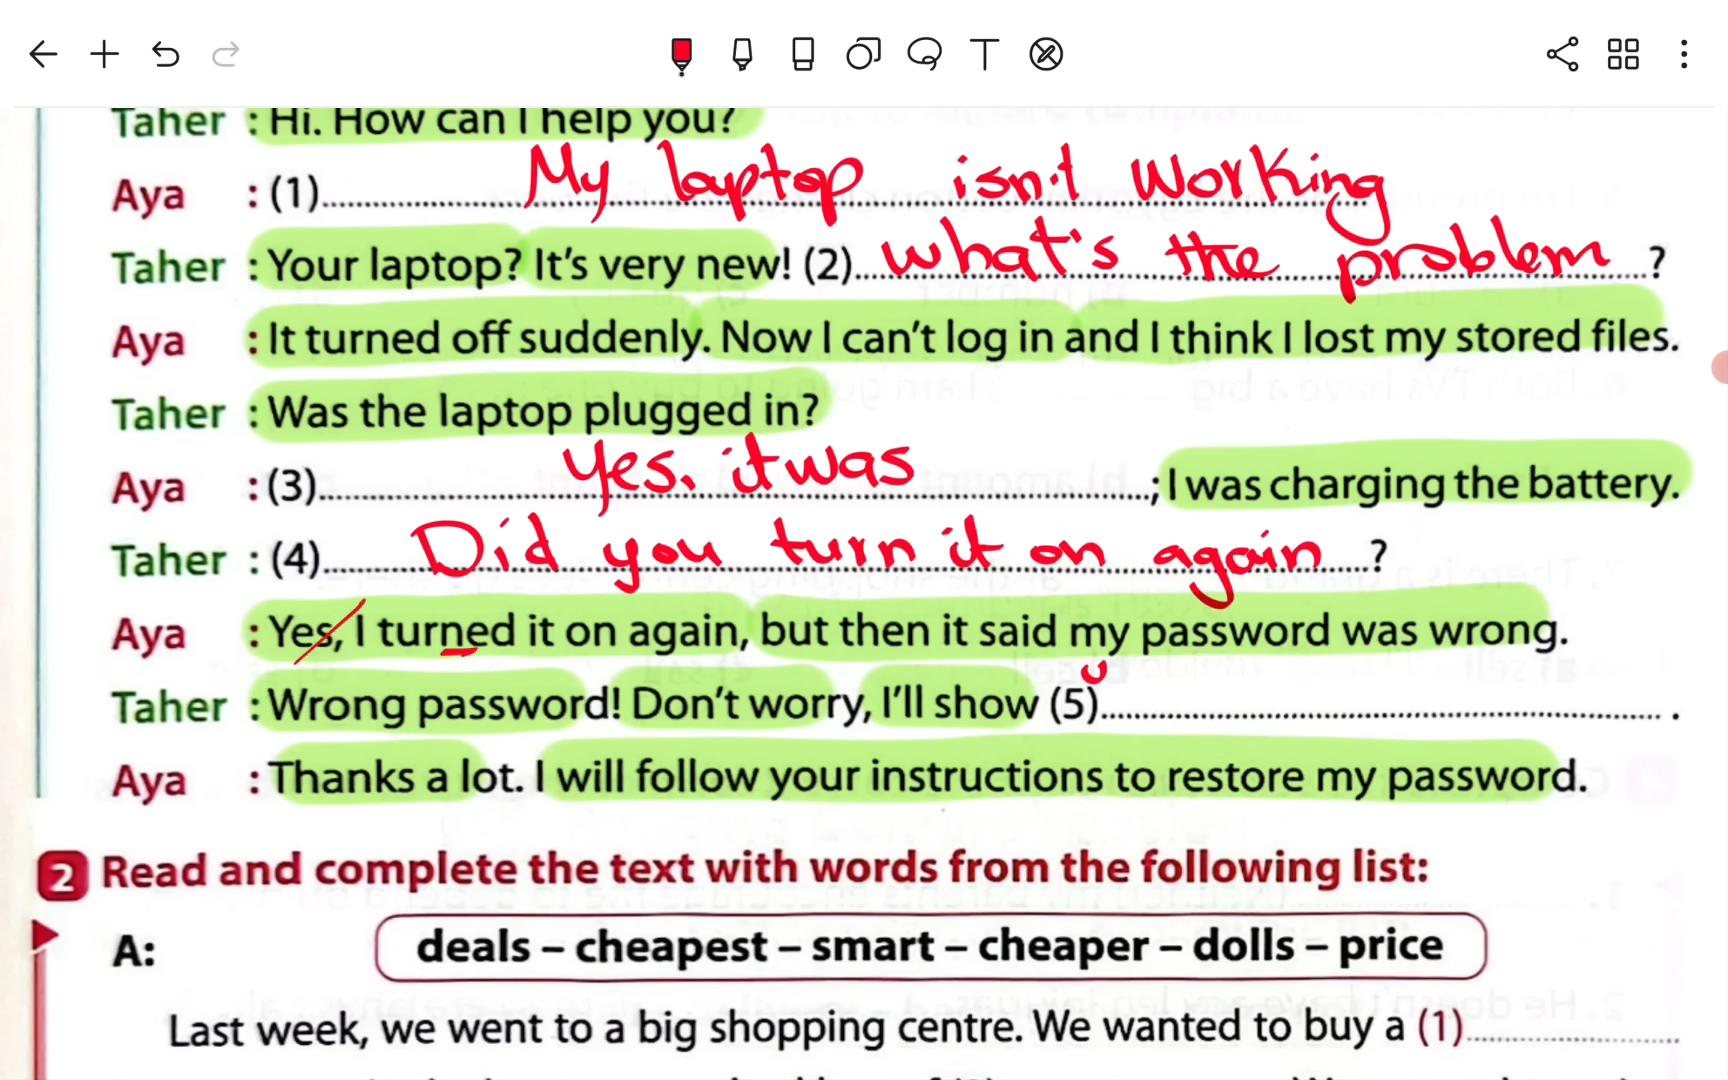 Taher : Hi. How can I help you?
Aya : (1) My laptop isn't working
Taher : Your laptop? It's very new! (2) what's the problem ?
Aya : It turned off suddenly. Now I can't log in and I think I lost my stored files.
Taher : Was the laptop plugged in?
Aya : (3) Yes, it was ; I was charging the battery.
Taher : (4) Did you turn it on again ?
Aya : Yes, I turned it on again, but then it said my password was wrong.
Taher : Wrong password! Don't worry, I'll show (5) .
Aya : Thanks a lot. I will follow your instructions to restore my password.
2 Read and complete the text with words from the following list:
A: deals – cheapest – smart – cheaper – dolls – price
Last week, we went to a big shopping centre. We wanted to buy a (1)